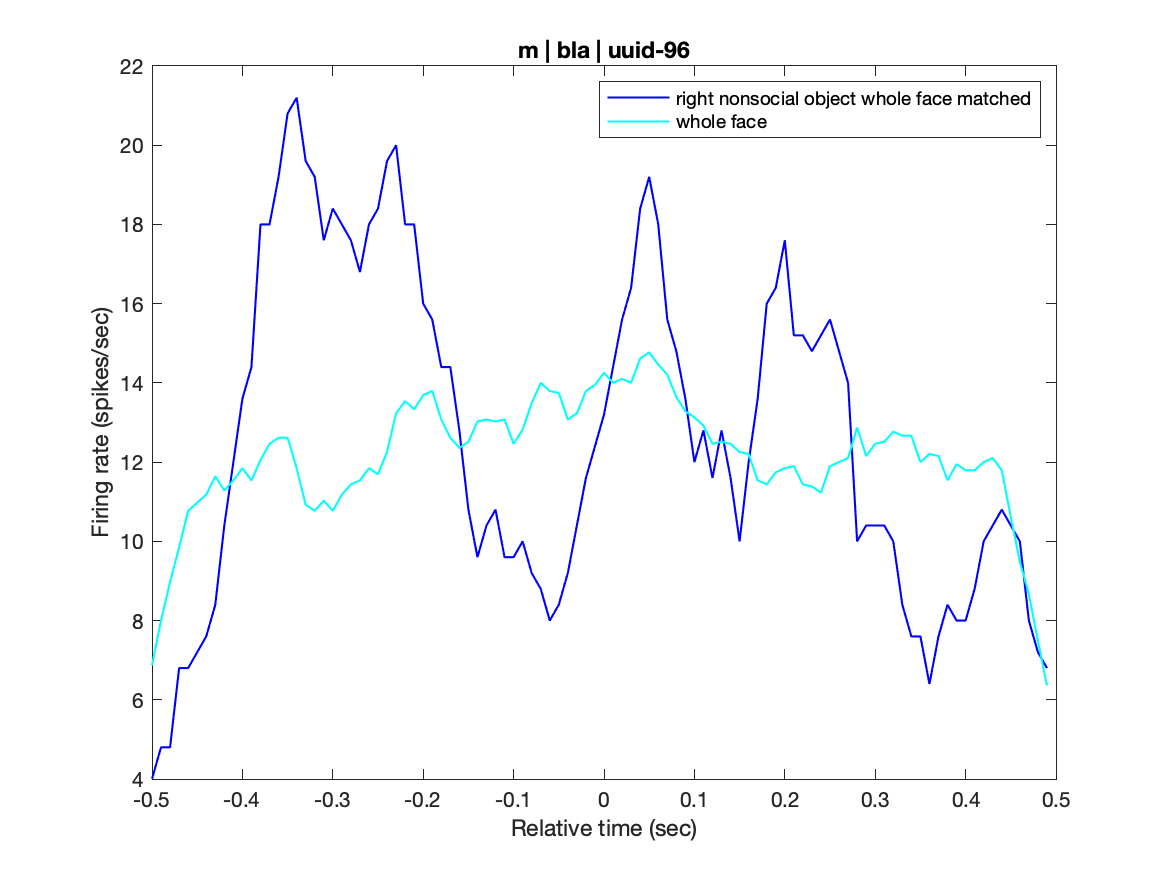 m | bla | uuid-96
right nonsocial object whole face matched
whole face
Firing rate (spikes/sec)
22
20
18
16
14
12
10
8
6
4
-0.5 -0.4 -0.3 -0.2 -0.1 0 0.1 0.2 0.3 0.4 0.5
Relative time (sec)